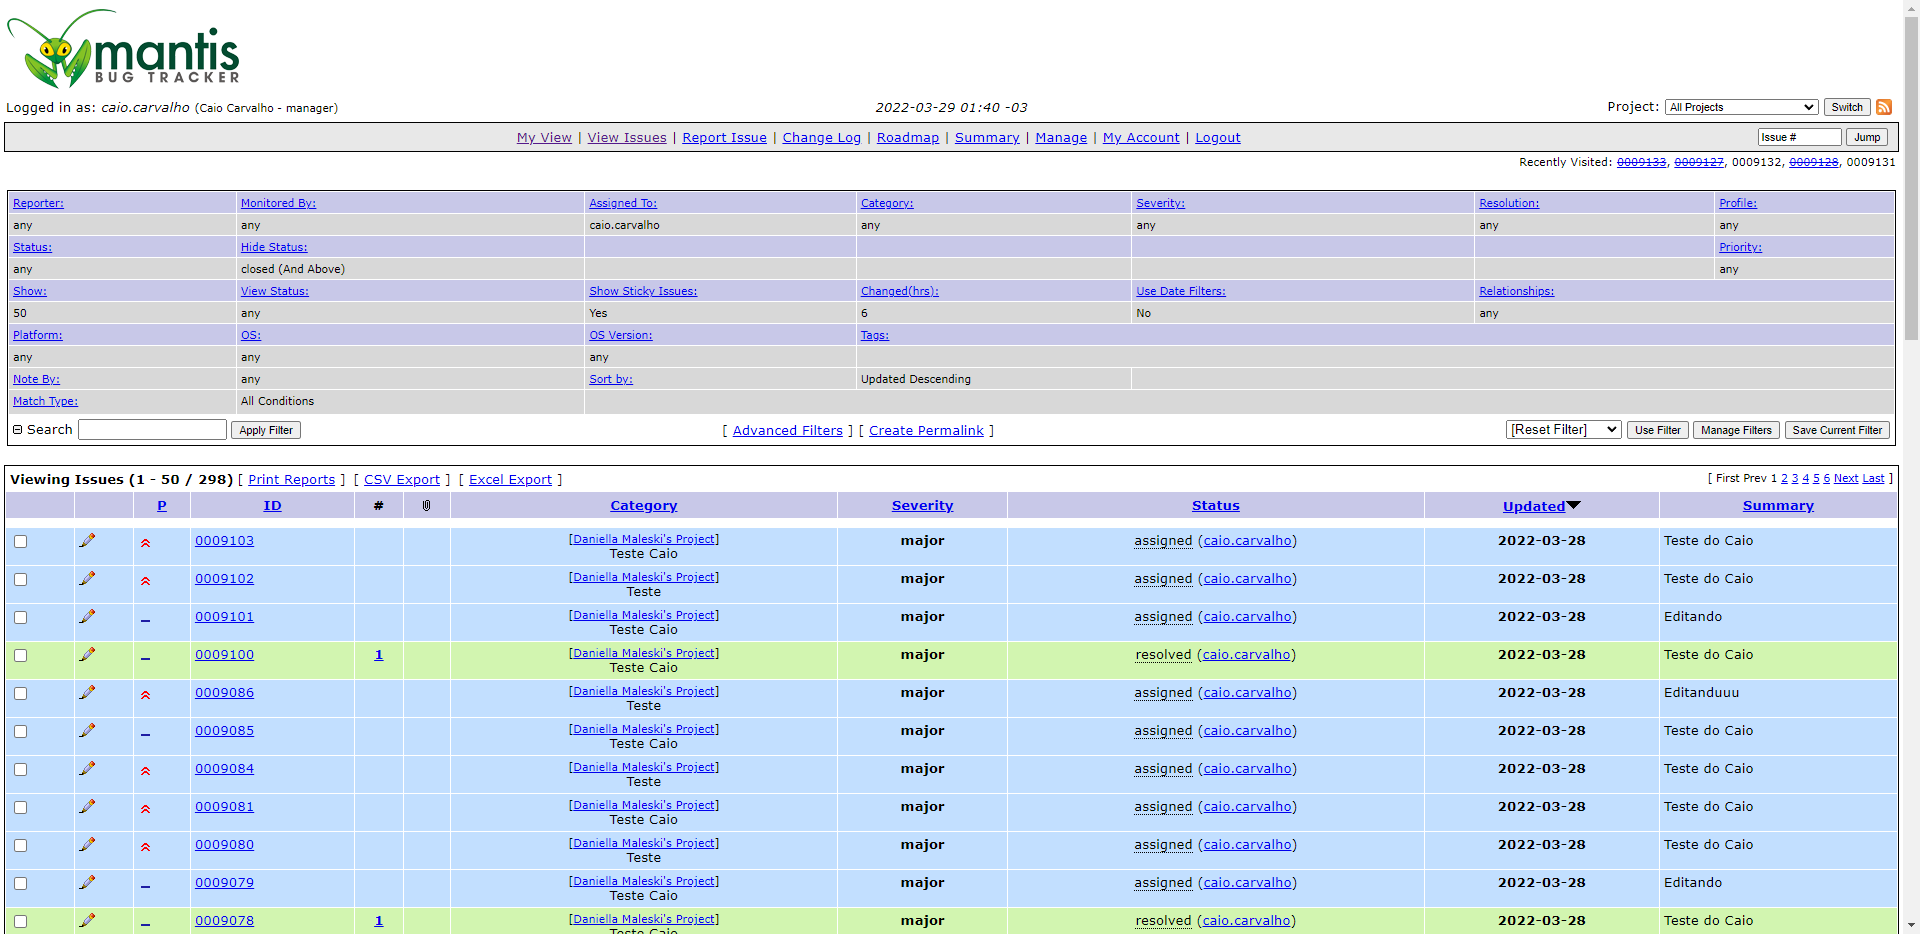 mantis
BUG TRACKER
Logged in as: caio.carvalho (Caio Carvalho - manager) 2022-03-29 01:40 -03 Project: All Projects Switch
My View | View Issues | Report Issue | Change Log | Roadmap | Summary | Manage | My Account | Logout Issue # Jump
Recently Visited: 0009133, 0009127, 0009132, 0009128, 0009131
Reporter: Monitored By: Assigned To: Category: Severity: Resolution: Profile:
any any caio.carvalho any any any any
Status: Hide Status: Priority:
any closed (And Above) any
Show: View Status: Show Sticky Issues: Changed(hrs): Use Date Filters: Relationships:
50 any Yes 6 No any
Platform: OS: OS Version: Tags:
any any any
Note By: any Sort by: Updated Descending
Match Type: All Conditions
Search Apply Filter [ Advanced Filters ] [ Create Permalink ] [Reset Filter] Use Filter Manage Filters Save Current Filter
Viewing Issues (1 - 50 / 298) [ Print Reports ] [ CSV Export ] [ Excel Export ] [ First Prev 1 2 3 4 5 6 Next Last ]
P ID # Category Severity Status Updated Summary
0009103 [Daniella Maleski's Project] major assigned (caio.carvalho) 2022-03-28 Teste do Caio
Teste Caio
0009102 [Daniella Maleski's Project] major assigned (caio.carvalho) 2022-03-28 Teste do Caio
Teste
0009101 [Daniella Maleski's Project] major assigned (caio.carvalho) 2022-03-28 Editando
Teste Caio
0009100 1 [Daniella Maleski's Project] major resolved (caio.carvalho) 2022-03-28 Teste do Caio
Teste Caio
0009086 [Daniella Maleski's Project] major assigned (caio.carvalho) 2022-03-28 Editanduuu
Teste
0009085 [Daniella Maleski's Project] major assigned (caio.carvalho) 2022-03-28 Teste do Caio
Teste Caio
0009084 [Daniella Maleski's Project] major assigned (caio.carvalho) 2022-03-28 Teste do Caio
Teste
0009081 [Daniella Maleski's Project] major assigned (caio.carvalho) 2022-03-28 Teste do Caio
Teste Caio
0009080 [Daniella Maleski's Project] major assigned (caio.carvalho) 2022-03-28 Teste do Caio
Teste
0009079 [Daniella Maleski's Project] major assigned (caio.carvalho) 2022-03-28 Editando
Teste Caio
0009078 1 [Daniella Maleski's Project] major resolved (caio.carvalho) 2022-03-28 Teste do Caio
Teste Caio